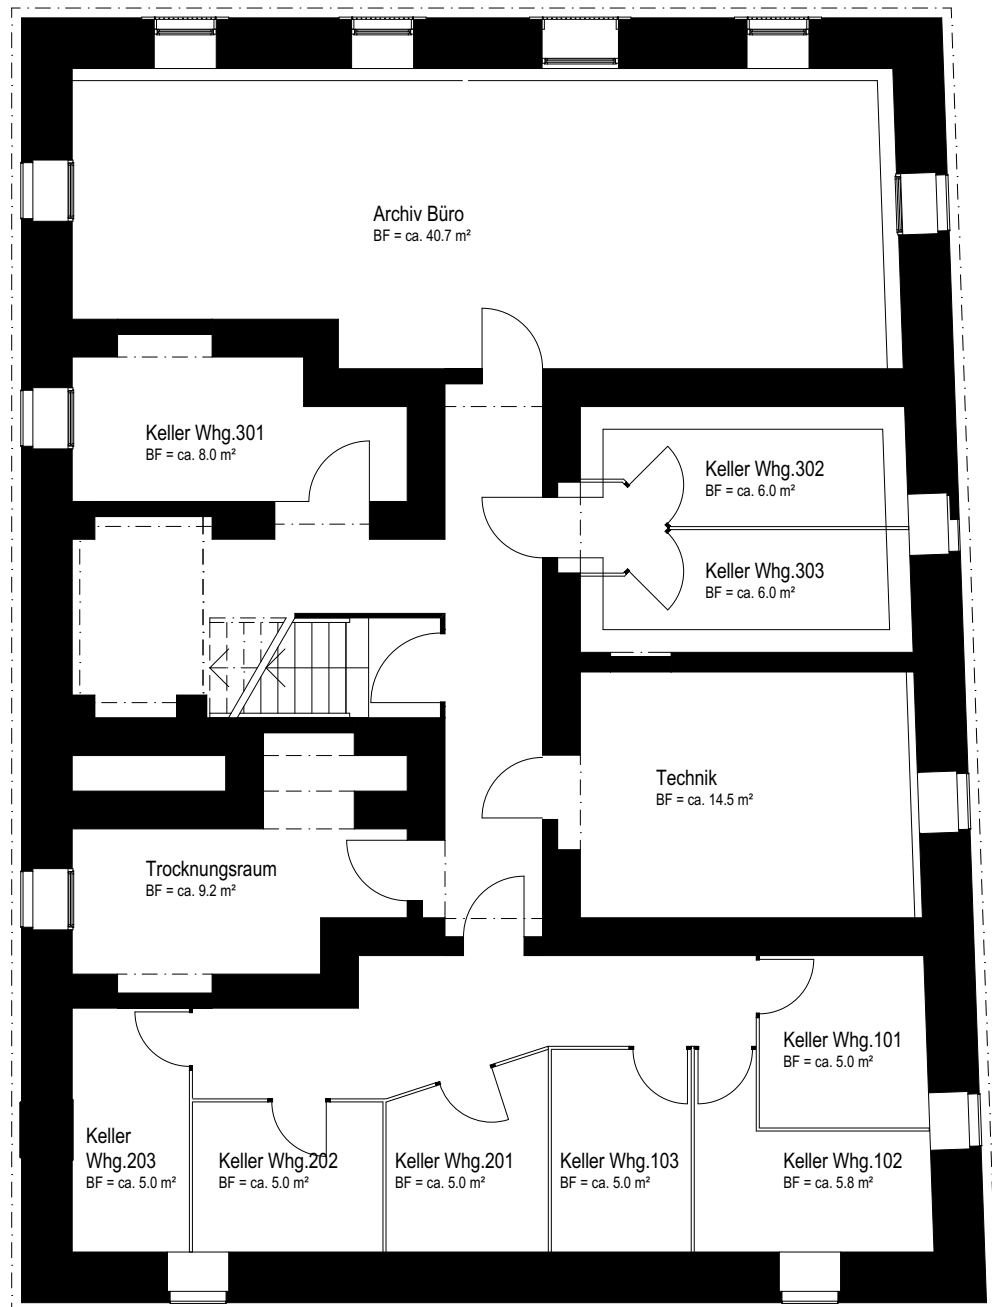 Archiv Büro
BF = ca. 40.7 m²
Keller Whg.301
BF = ca. 8.0 m²
Keller Whg.302
BF = ca. 6.0 m²
Keller Whg.303
BF = ca. 6.0 m²
Technik
BF = ca. 14.5 m²
Trocknungsraum
BF = ca. 9.2 m²
Keller Whg.101
BF = ca. 5.0 m²
Keller
Whg.203
BF = ca. 5.0 m²
Keller Whg.202
BF = ca. 5.0 m²
Keller Whg.201
BF = ca. 5.0 m²
Keller Whg.103
BF = ca. 5.0 m²
Keller Whg.102
BF = ca. 5.8 m²